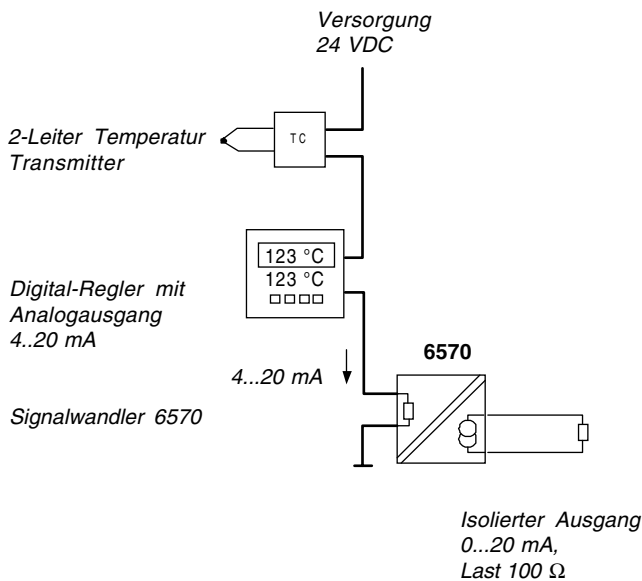 Versorgung
24 VDC
2-Leiter Temperatur
Transmitter
TC
123 °C
123 °C
Digital-Regler mit
Analogausgang
4..20 mA
4...20 mA
6570
Signalwandler 6570
Isolierter Ausgang
0...20 mA,
Last 100 Ω